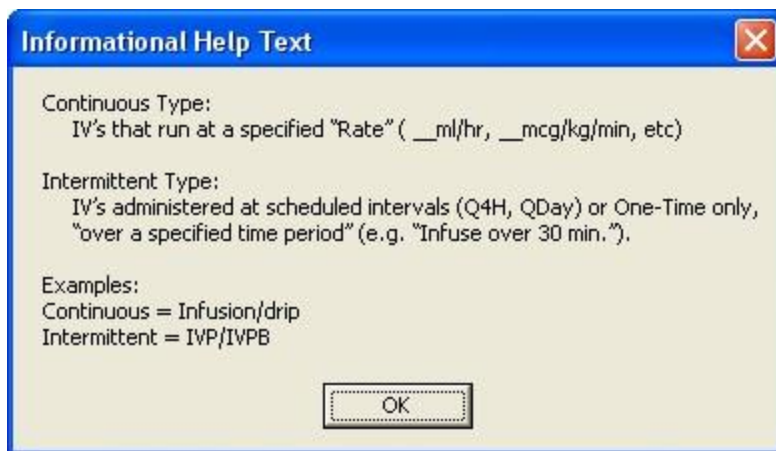 Informational Help Text
Continuous Type:
IV's that run at a specified "Rate" ( __ml/hr, __mcg/kg/min, etc)
Intermittent Type:
IV's administered at scheduled intervals (Q4H, QDay) or One-Time only,
"over a specified time period" (e.g. "Infuse over 30 min.").
Examples:
Continuous = Infusion/drip
Intermittent = IVP/IVPB
OK